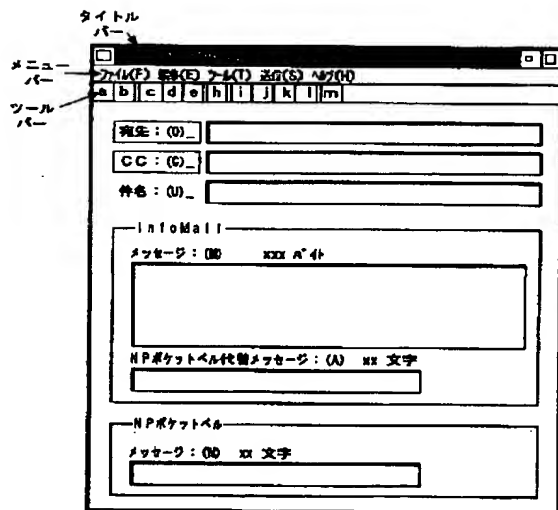 タイトル
バー
メニュー
バー
ファイル(F) 編集(E) ツール(T) 送信(S) ヘルプ(H)
ツール
バー
a b c d e h i j k l m
宛先：(O)_
CC：(C)_
件名：(U)_
InfoMail
メッセージ：(M) xxx バイト
NPポケットベル代替メッセージ：(A) xx 文字
NPポケットベル
メッセージ：(N) xx 文字